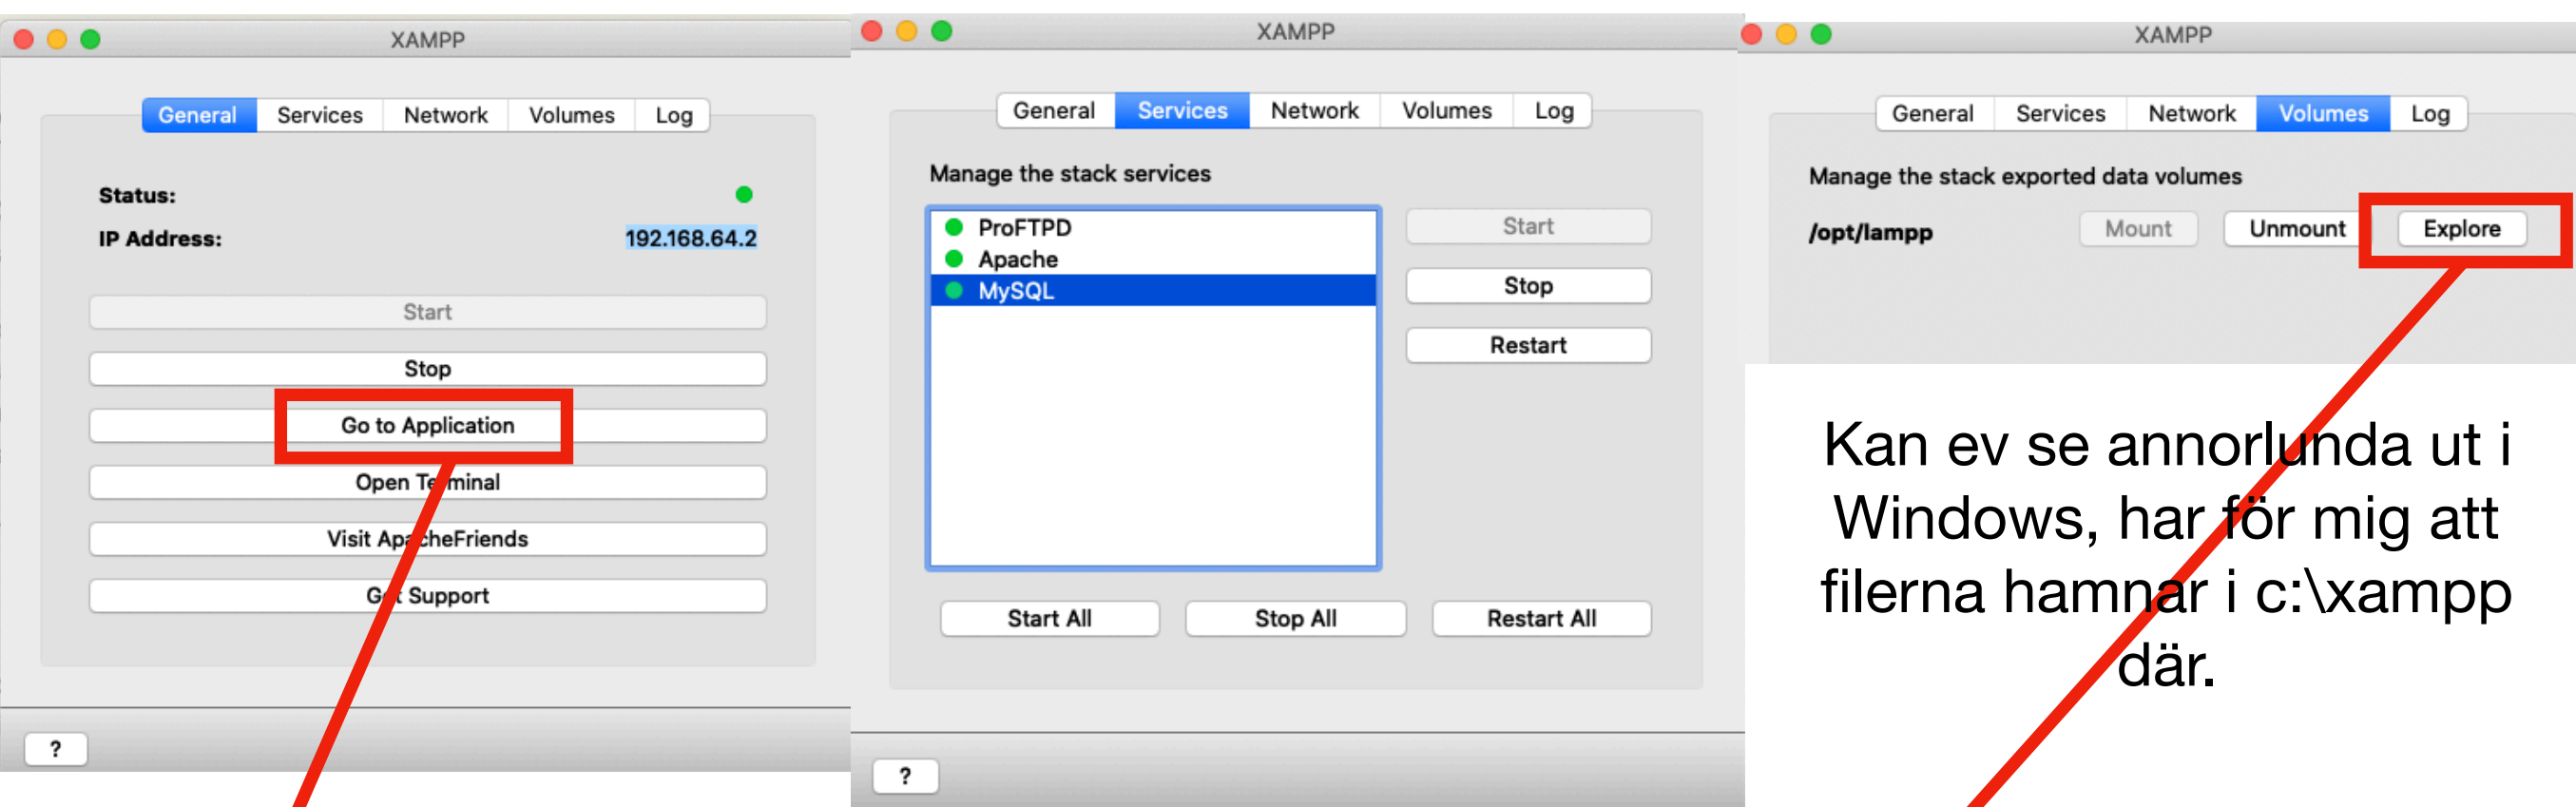 XAMPP
General Services Network Volumes Log
Status:
IP Address: 192.168.64.2
Start
Stop
Go to Application
Open Terminal
Visit ApacheFriends
Get Support
?
XAMPP
General Services Network Volumes Log
Manage the stack services
ProFTPD
Apache
MySQL
Start
Stop
Restart
Start All Stop All Restart All
?
XAMPP
General Services Network Volumes Log
Manage the stack exported data volumes
/opt/lampp Mount Unmount Explore
Kan ev se annorlunda ut i
Windows, har för mig att
filerna hamnar i c:\xampp
där.